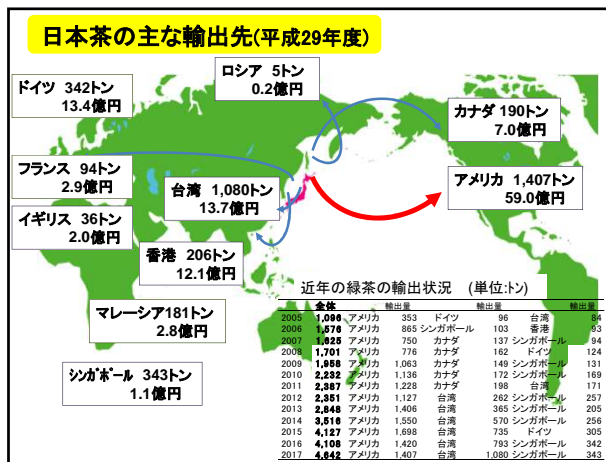 日本茶の主な輸出先(平成29年度)
ロシア 5トン
0.2億円
ドイツ 342トン
13.4億円
カナダ 190トン
7.0億円
フランス 94トン
2.9億円
アメリカ 1,407トン
59.0億円
台湾 1,080トン
13.7億円
イギリス 36トン
2.0億円
香港 206トン
12.1億円
マレーシア181トン
2.8億円
シンガポール 343トン
1.1億円
近年の緑茶の輸出状況 (単位:トン)
全体 輸出量 輸出量 輸出量
2005 1,096 アメリカ 353 ドイツ 96 台湾 84
2006 1,576 アメリカ 865 シンガポール 103 香港 93
2007 1,625 アメリカ 750 カナダ 137 シンガポール 94
2008 1,701 アメリカ 776 カナダ 162 ドイツ 124
2009 1,958 アメリカ 1,063 カナダ 149 シンガポール 131
2010 2,232 アメリカ 1,136 カナダ 172 シンガポール 169
2011 2,387 アメリカ 1,228 カナダ 198 台湾 171
2012 2,351 アメリカ 1,127 台湾 262 シンガポール 257
2013 2,848 アメリカ 1,406 台湾 365 シンガポール 205
2014 3,516 アメリカ 1,550 台湾 570 シンガポール 256
2015 4,127 アメリカ 1,698 台湾 735 ドイツ 305
2016 4,108 アメリカ 1,420 台湾 793 シンガポール 342
2017 4,642 アメリカ 1,407 台湾 1,080 シンガポール 343